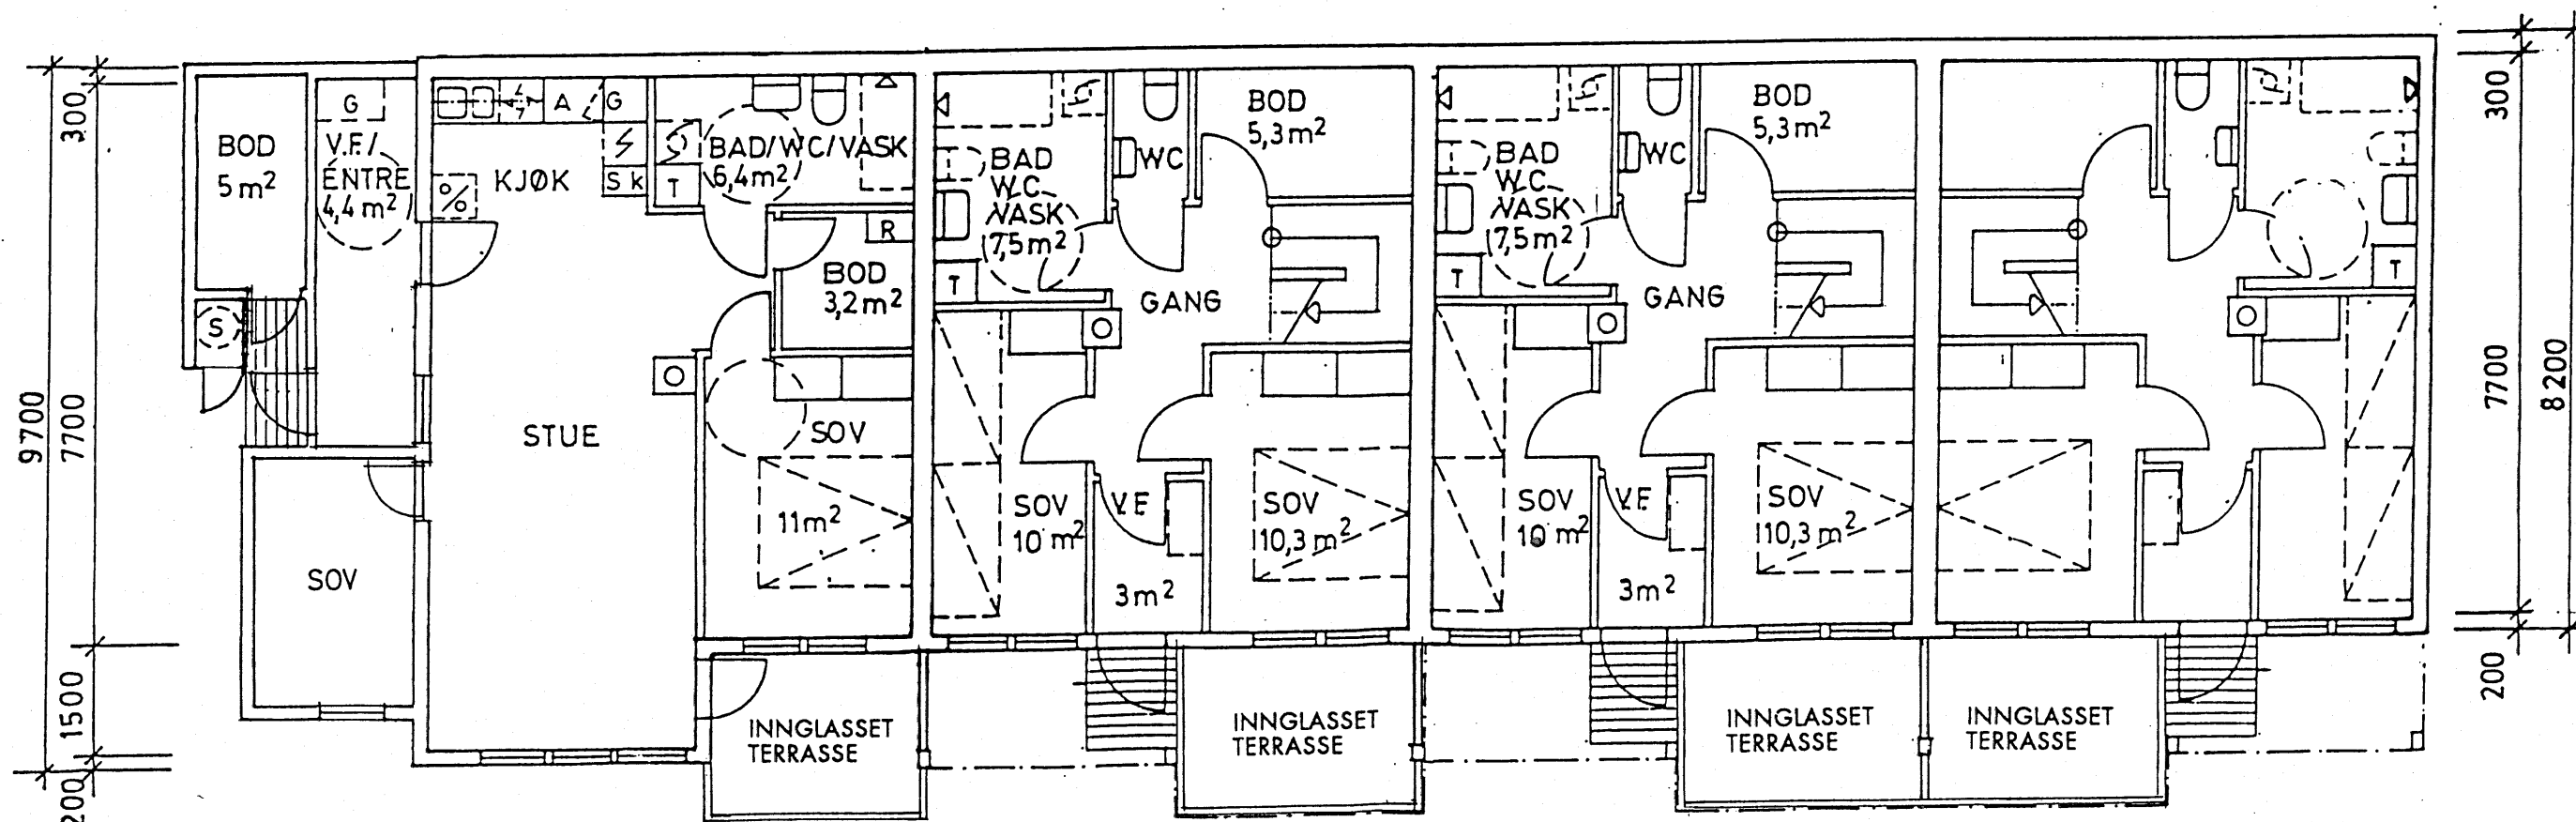 300
7700
9700
1500
200
BOD
5 m²
S
G
V.F./
ENTRE
4,4 m²
SOV
A
G
KJØK
S k
T
STUE
BAD/WC/VASK
6,4 m²
R
BOD
3,2 m²
SOV
11 m²
INNGLASSET
TERRASSE
BAD
WC
VASK
7,5 m²
T
WC
BOD
5,3 m²
GANG
SOV
10 m²
V.F.
3 m²
SOV
10,3 m²
INNGLASSET
TERRASSE
BAD
WC
VASK
7,5 m²
T
WC
BOD
5,3 m²
GANG
SOV
10 m²
V.F.
3 m²
SOV
10,3 m²
INNGLASSET
TERRASSE
INNGLASSET
TERRASSE
T
300
7700
8200
200